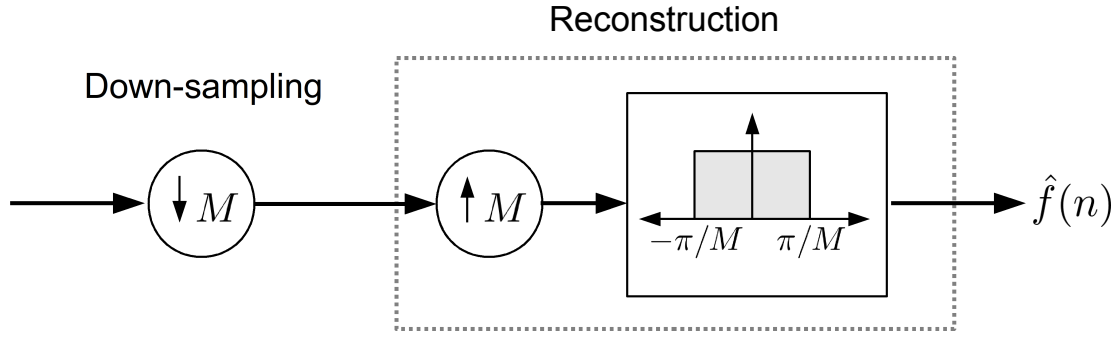 Reconstruction
Down-sampling
↓ M
↑ M
−π/M
π/M
f̂(n)